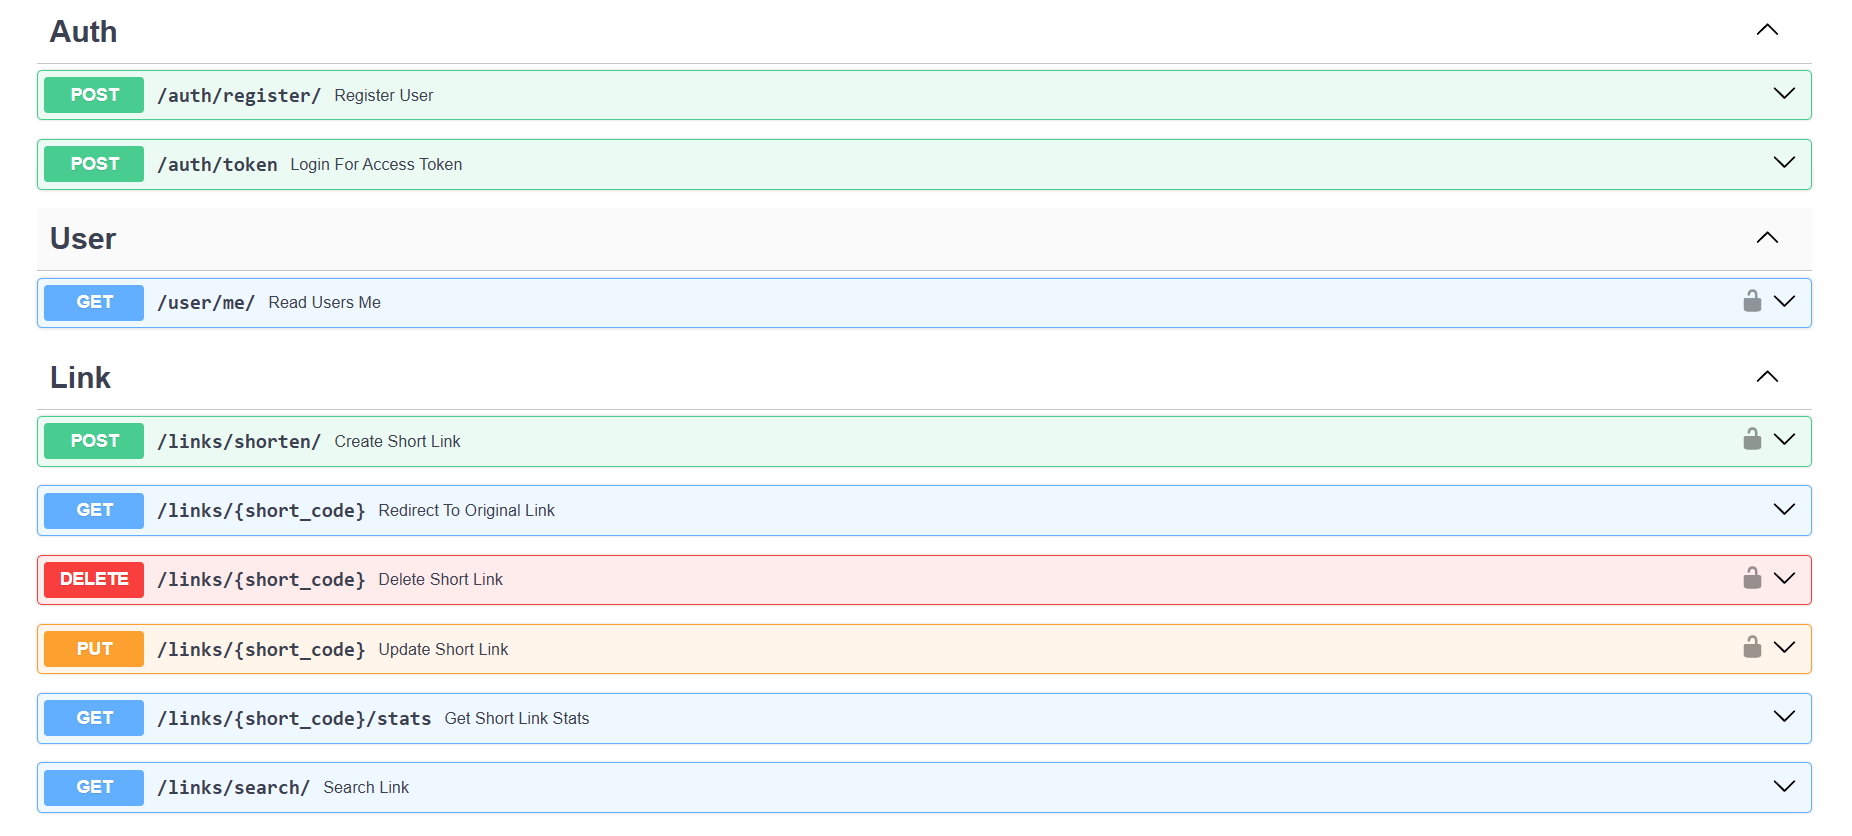 Auth
POST /auth/register/ Register User
POST /auth/token Login For Access Token
User
GET /user/me/ Read Users Me
Link
POST /links/shorten/ Create Short Link
GET /links/{short_code} Redirect To Original Link
DELETE /links/{short_code} Delete Short Link
PUT /links/{short_code} Update Short Link
GET /links/{short_code}/stats Get Short Link Stats
GET /links/search/ Search Link